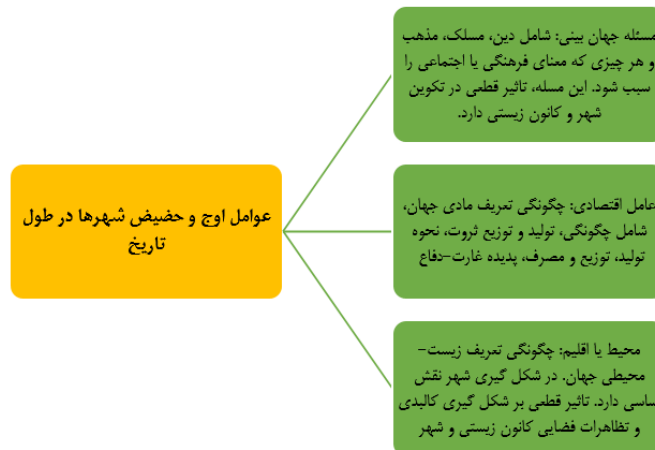 عوامل اوج و حضیض شهرها در طول
تاریخ
مسئله جهان بینی: شامل دین، مسلک، مذهب
و هر چیزی که معنای فرهنگی یا اجتماعی را
سبب شود. این مسله، تاثیر قطعی در تکوین
شهر و کانون زیستی دارد.
عامل اقتصادی: چگونگی تعریف مادی جهان،
شامل چگونگی، تولید و توزیع ثروت، نحوه
تولید، توزیع و مصرف، پدیده غارت-دفاع
محیط یا اقلیم: چگونگی تعریف زیست-
محیطی جهان. در شکل گیری شهر نقش
اساسی دارد. تاثیر قطعی بر شکل گیری کالبدی
و تظاهرات فضایی کانون زیستی و شهر